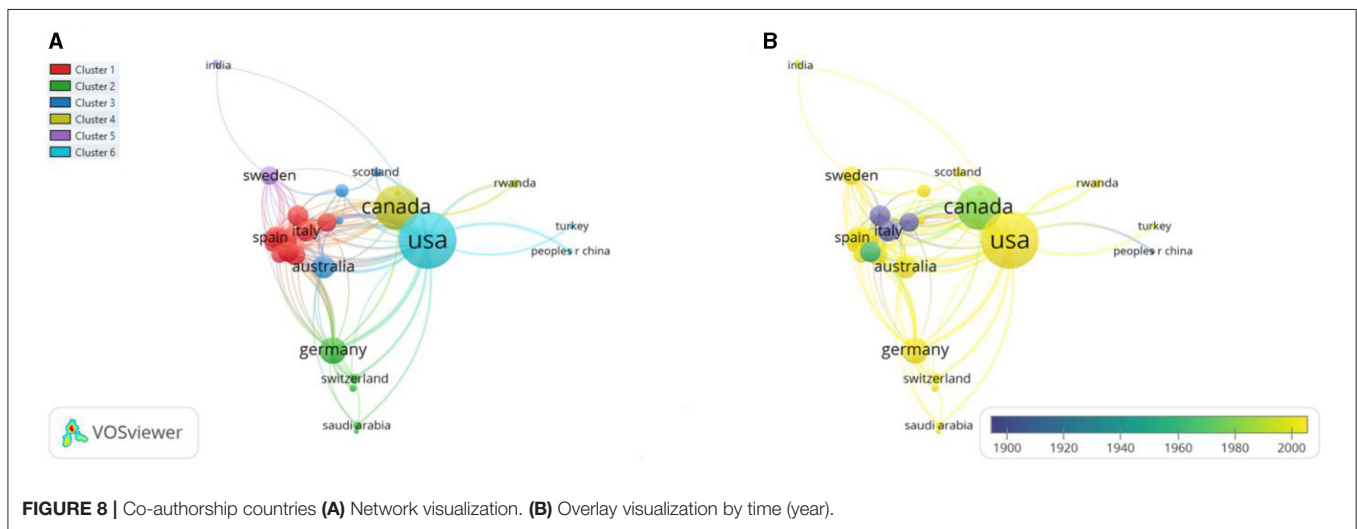 A
Cluster 1
Cluster 2
Cluster 3
Cluster 4
Cluster 5
Cluster 6
india
sweden
scotland
canada
rwanda
spain
italy
usa
turkey
peoples r china
australia
germany
switzerland
saudi arabia
VOSviewer
B
india
sweden
scotland
canada
rwanda
spain
italy
usa
turkey
peoples r china
australia
germany
switzerland
saudi arabia
1900 1920 1940 1960 1980 2000
FIGURE 8 | Co-authorship countries (A) Network visualization. (B) Overlay visualization by time (year).